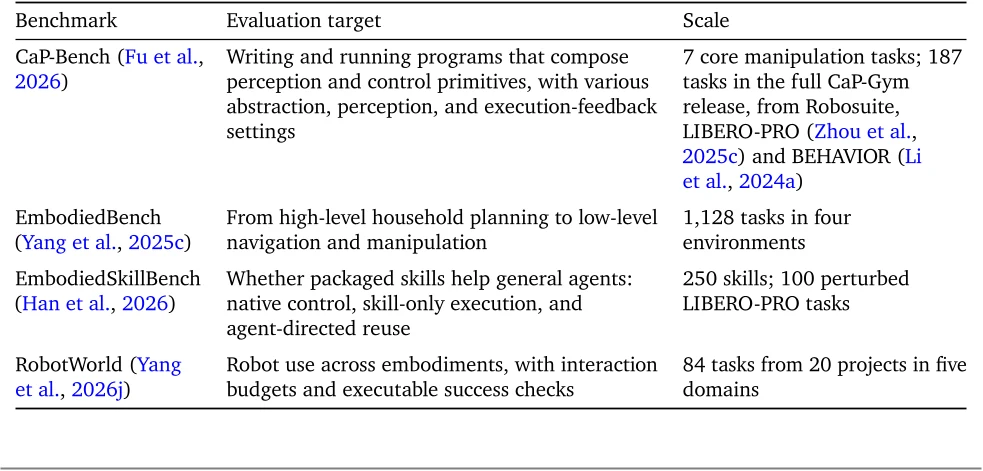 Benchmark Evaluation target Scale
CaP-Bench (Fu et al., 2026)
Writing and running programs that compose
perception and control primitives, with various
abstraction, perception, and execution-feedback
settings
7 core manipulation tasks; 187
tasks in the full CaP-Gym
release, from Robosuite,
LIBERO-PRO (Zhou et al.,
2025c) and BEHAVIOR (Li
et al., 2024a)
EmbodiedBench
(Yang et al., 2025c)
From high-level household planning to low-level
navigation and manipulation
1,128 tasks in four
environments
EmbodiedSkillBench
(Han et al., 2026)
Whether packaged skills help general agents:
native control, skill-only execution, and
agent-directed reuse
250 skills; 100 perturbed
LIBERO-PRO tasks
RobotWorld (Yang
et al., 2026j)
Robot use across embodiments, with interaction
budgets and executable success checks
84 tasks from 20 projects in five
domains